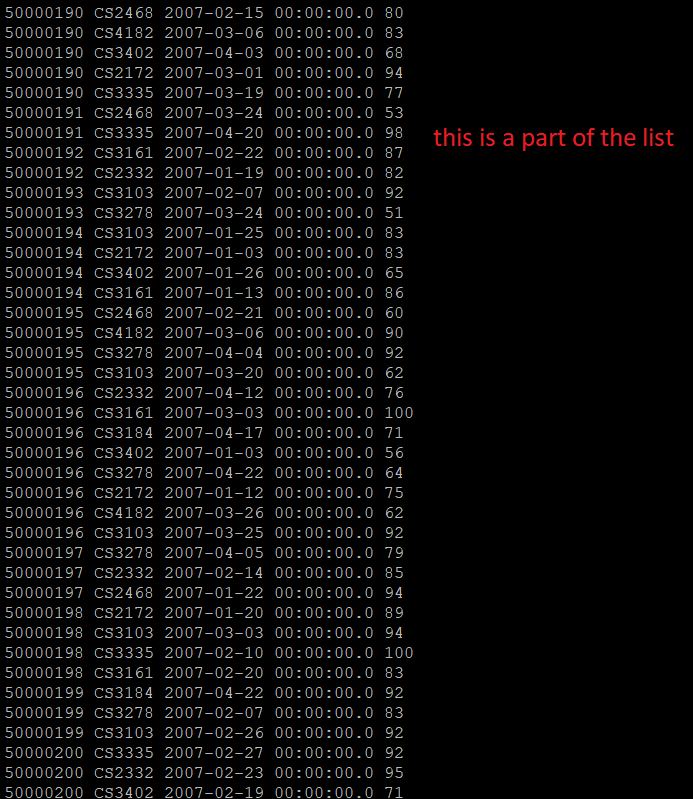 50000190 CS2468 2007-02-15 00:00:00.0 80
50000190 CS4182 2007-03-06 00:00:00.0 83
50000190 CS3402 2007-04-03 00:00:00.0 68
50000190 CS2172 2007-03-01 00:00:00.0 94
50000190 CS3335 2007-03-19 00:00:00.0 77
50000191 CS2468 2007-03-24 00:00:00.0 53
50000191 CS3335 2007-04-20 00:00:00.0 98
this is a part of the list
50000192 CS3161 2007-02-22 00:00:00.0 87
50000192 CS2332 2007-01-19 00:00:00.0 82
50000193 CS3103 2007-02-07 00:00:00.0 92
50000193 CS3278 2007-03-24 00:00:00.0 51
50000194 CS3103 2007-01-25 00:00:00.0 83
50000194 CS2172 2007-01-03 00:00:00.0 83
50000194 CS3402 2007-01-26 00:00:00.0 65
50000194 CS3161 2007-01-13 00:00:00.0 86
50000195 CS2468 2007-02-21 00:00:00.0 60
50000195 CS4182 2007-03-06 00:00:00.0 90
50000195 CS3278 2007-04-04 00:00:00.0 92
50000195 CS3103 2007-03-20 00:00:00.0 62
50000196 CS2332 2007-04-12 00:00:00.0 76
50000196 CS3161 2007-03-03 00:00:00.0 100
50000196 CS3184 2007-04-17 00:00:00.0 71
50000196 CS3402 2007-01-03 00:00:00.0 56
50000196 CS3278 2007-04-22 00:00:00.0 64
50000196 CS2172 2007-01-12 00:00:00.0 75
50000196 CS4182 2007-03-26 00:00:00.0 62
50000196 CS3103 2007-03-25 00:00:00.0 92
50000197 CS3278 2007-04-05 00:00:00.0 79
50000197 CS2332 2007-02-14 00:00:00.0 85
50000197 CS2468 2007-01-22 00:00:00.0 94
50000198 CS2172 2007-01-20 00:00:00.0 89
50000198 CS3103 2007-03-03 00:00:00.0 94
50000198 CS3335 2007-02-10 00:00:00.0 100
50000198 CS3161 2007-02-20 00:00:00.0 83
50000199 CS3184 2007-04-22 00:00:00.0 92
50000199 CS3278 2007-02-07 00:00:00.0 83
50000199 CS3103 2007-02-26 00:00:00.0 92
50000200 CS3335 2007-02-27 00:00:00.0 92
50000200 CS2332 2007-02-23 00:00:00.0 95
50000200 CS3402 2007-02-19 00:00:00.0 71